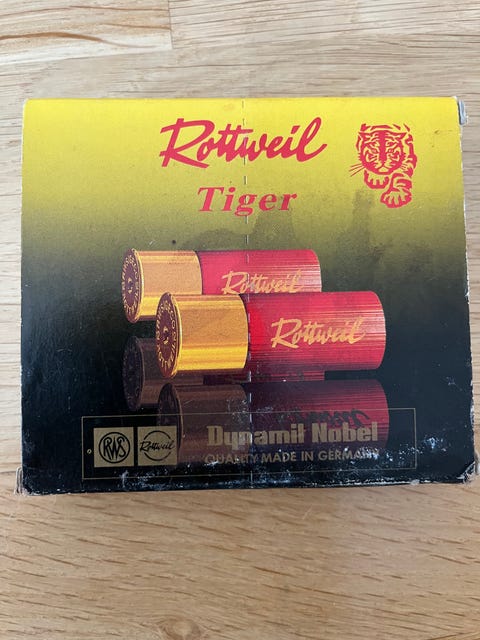 Rottweil
Tiger
Rottweil
Rottweil
RWS
Rottweil
Dynamit Nobel
QUALITY MADE IN GERMANY